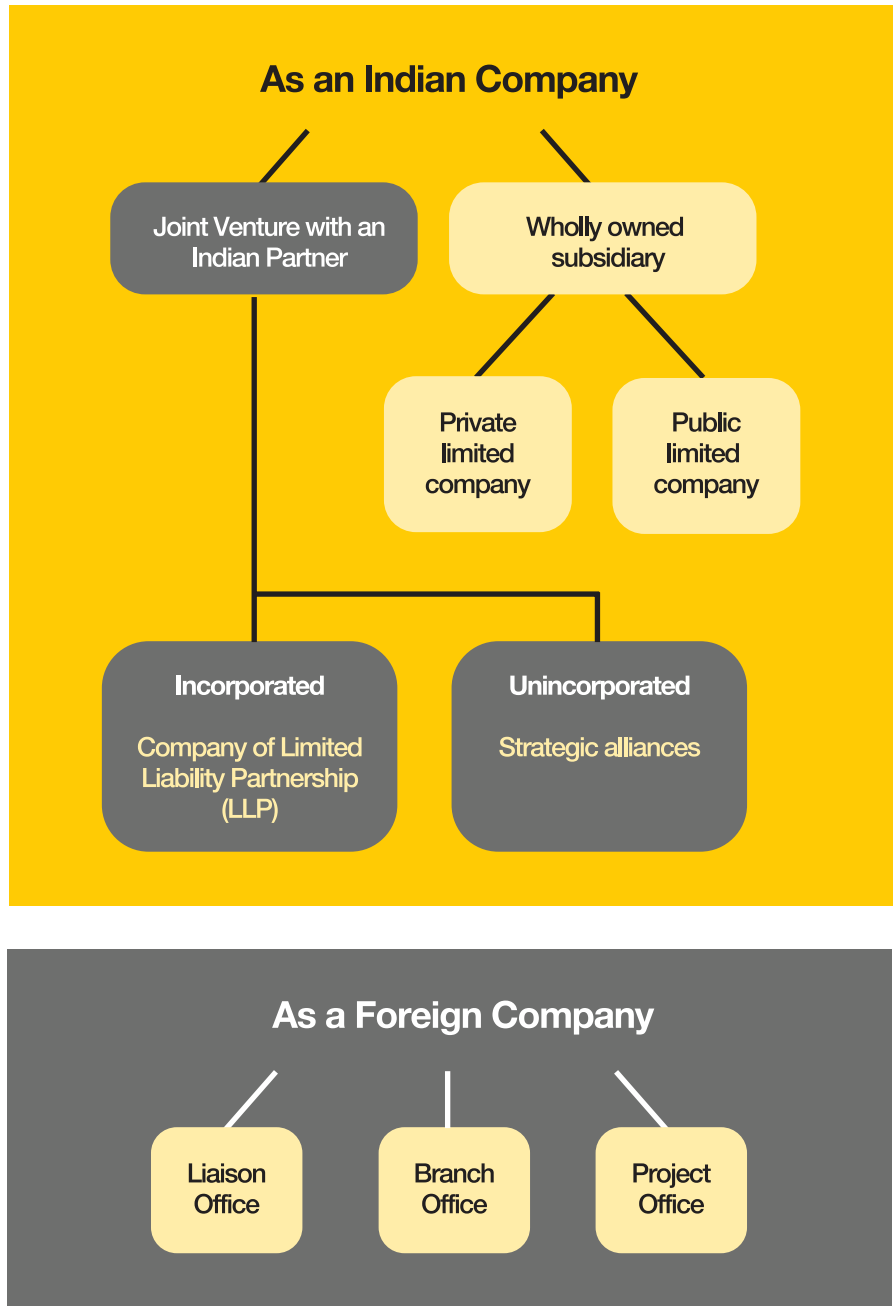 As an Indian Company
Joint Venture with an
Indian Partner
Wholly owned
subsidiary
Private
limited
company
Public
limited
company
Incorporated
Company of Limited
Liability Partnership
(LLP)
Unincorporated
Strategic alliances
As a Foreign Company
Liaison
Office
Branch
Office
Project
Office